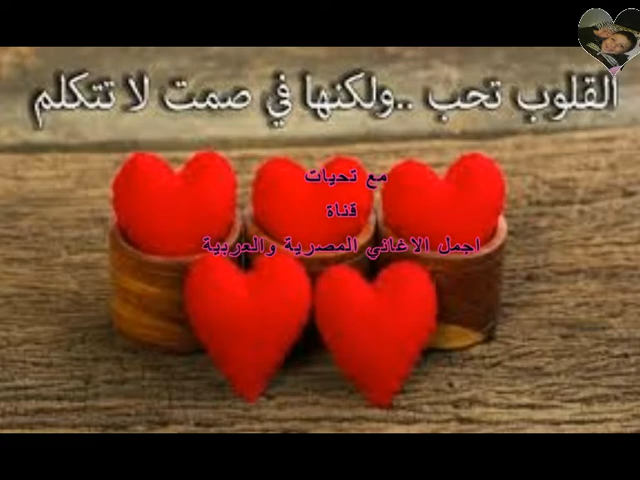 القلوب تحب ..ولكنها في صمت لا تتكلم
مع تحيات
قناة
اجمل الاغاني المصرية والعربية